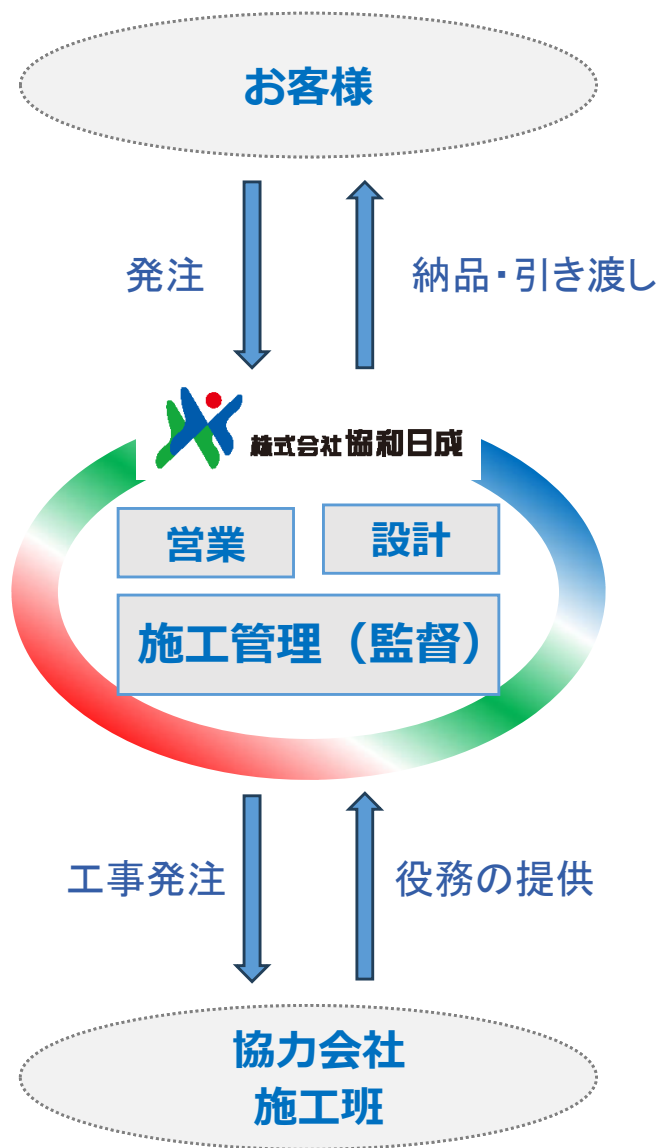 お客様
発注
納品・引き渡し
株式会社協和日成
営業
設計
施工管理（監督）
工事発注
役務の提供
協力会社
施工班